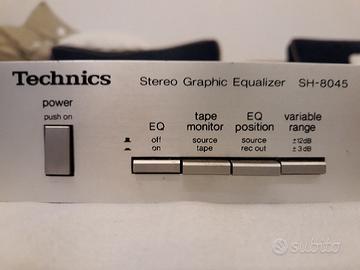 Technics
Stereo Graphic Equalizer SH-8045
power
push on
EQ
off
on
tape
monitor
source
tape
EQ
position
source
rec out
variable
range
±12dB
±3dB
subito